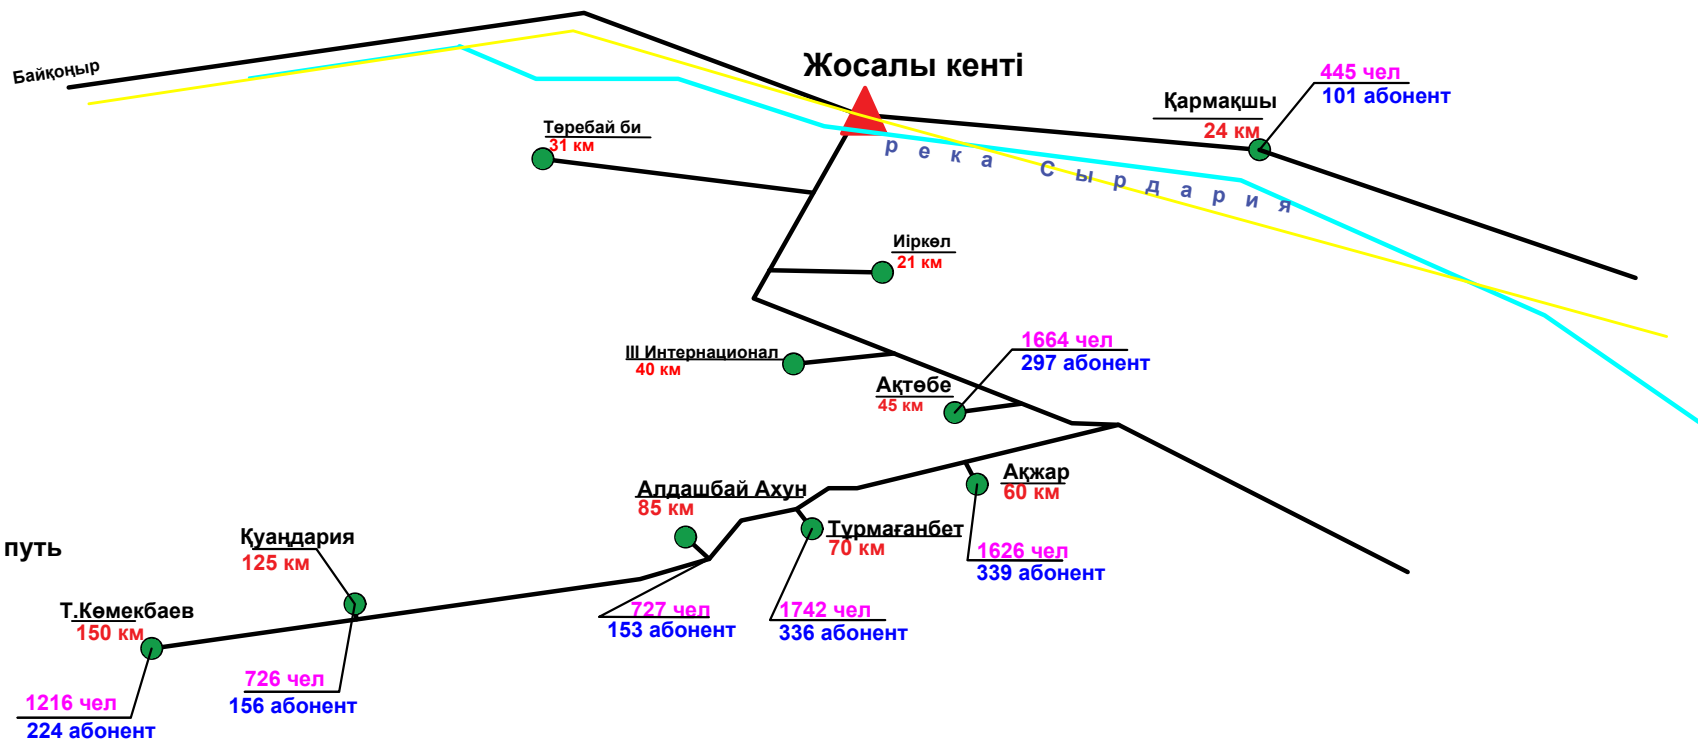 Жосалы кенті
Байқоңыр
445 чел
101 абонент
Қармақшы
24 км
Төребай би
31 км
река Сырдария
Иіркөл
21 км
1664 чел
297 абонент
III Интернационал
40 км
Ақтөбе
45 км
Ақжар
60 км
Алдашбай Ахун
85 км
Тұрмағанбет
70 км
Қуаңдария
125 км
путь
1626 чел
339 абонент
Т.Көмекбаев
150 км
727 чел
153 абонент
1742 чел
336 абонент
726 чел
156 абонент
1216 чел
224 абонент